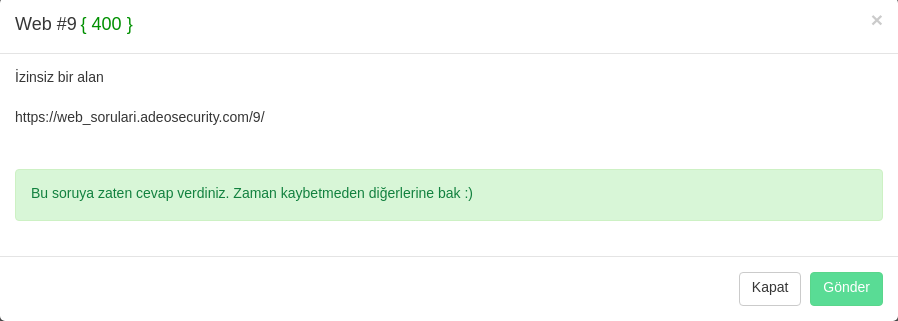 Web #9 { 400 }
×
İzinsiz bir alan
https://web_sorulari.adeosecurity.com/9/
Bu soruya zaten cevap verdiniz. Zaman kaybetmeden diğerlerine bak :)
Kapat Gönder